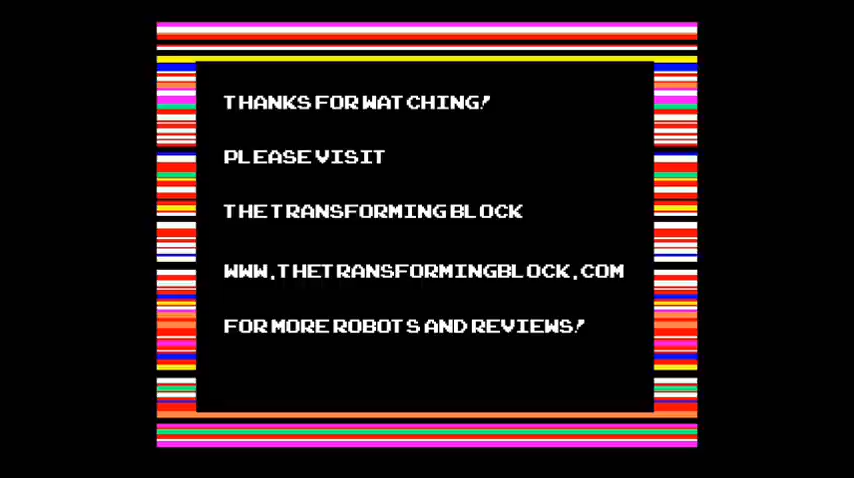 THANKS FOR WATCHING!
PLEASE VISIT
THE TRANSFORMING BLOCK
WWW.THETRANSFORMINGBLOCK.COM
FOR MORE ROBOTS AND REVIEWS!